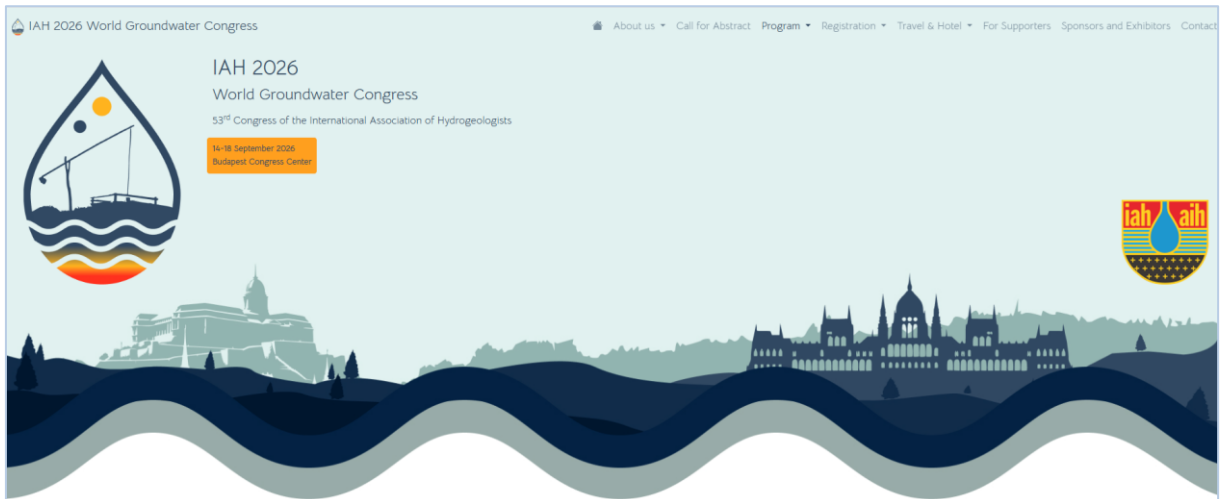 IAH 2026 World Groundwater Congress
About us Call for Abstract Program Registration Travel & Hotel For Supporters Sponsors and Exhibitors Contact
IAH 2026
World Groundwater Congress
53rd Congress of the International Association of Hydrogeologists
14-18 September 2026
Budapest Congress Center
iah aih